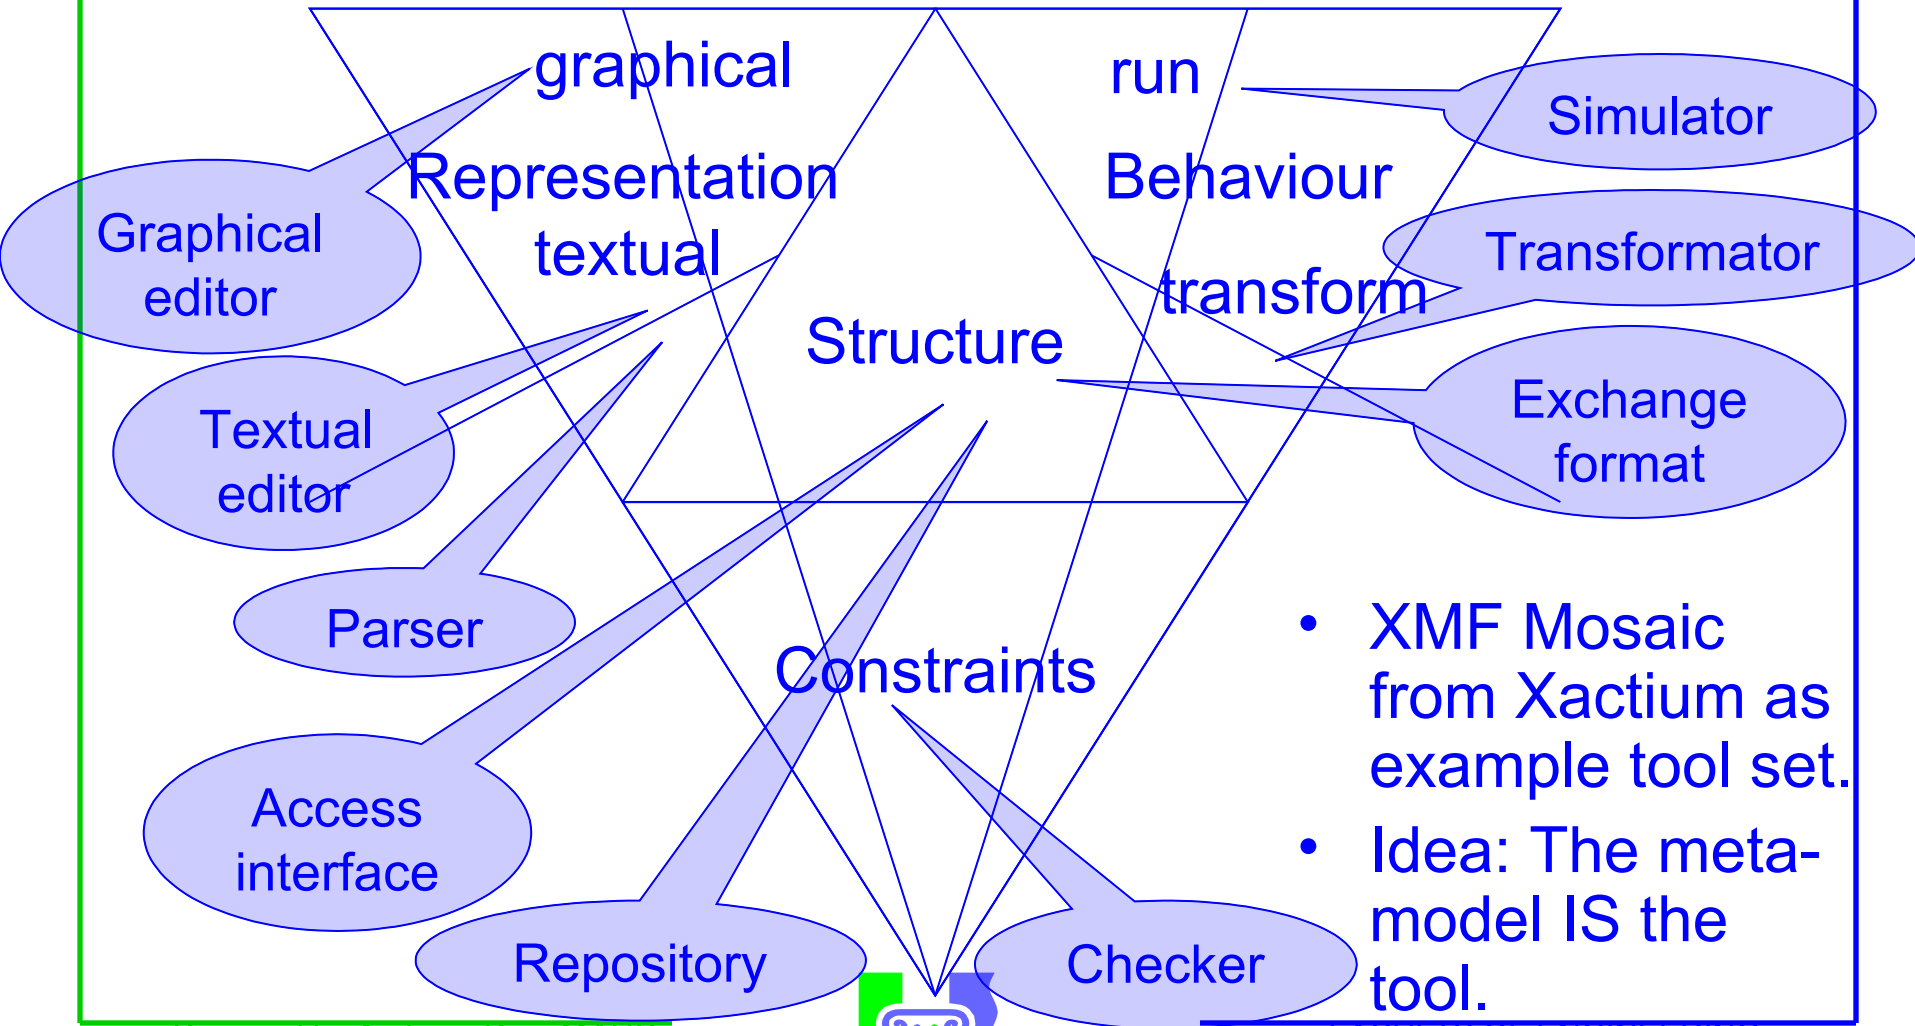 graphical
run
Simulator
Representation
Behaviour
Graphical
editor
textual
Transformator
transform
Structure
Exchange
format
Textual
editor
Parser
Constraints
• XMF Mosaic
from Xactium as
example tool set.
Access
interface
• Idea: The meta-
model IS the
tool.
Repository
Checker